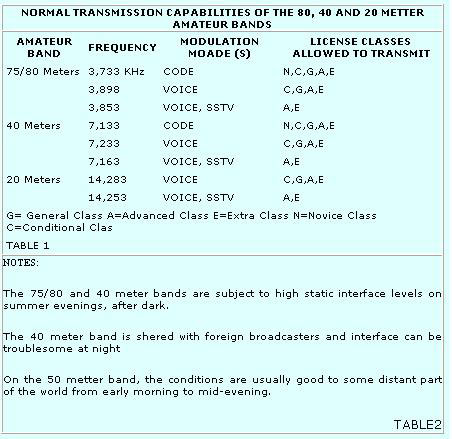 NORMAL TRANSMISSION CAPABILITIES OF THE 80, 40 AND 20 METTER
AMATEUR BANDS
AMATEUR BAND FREQUENCY MODULATION MOADE (S) LICENSE CLASSES ALLOWED TO TRANSMIT
75/80 Meters 3,733 KHz CODE N,C,G,A,E
3,898 VOICE C,G,A,E
3,853 VOICE, SSTV A,E
40 Meters 7,133 CODE N,C,G,A,E
7,233 VOICE C,G,A,E
7,163 VOICE, SSTV A,E
20 Meters 14,283 VOICE C,G,A,E
14,253 VOICE, SSTV A,E
G= General Class A=Advanced Class E=Extra Class N=Novice Class
C=Conditional Clas
TABLE 1
NOTES:
The 75/80 and 40 meter bands are subject to high static interface levels on
summer evenings, after dark.
The 40 meter band is shered with foreign broadcasters and interface can be
troublesome at night
On the 50 metter band, the conditions are usually good to some distant part
of the world from early morning to mid-evening.
TABLE2